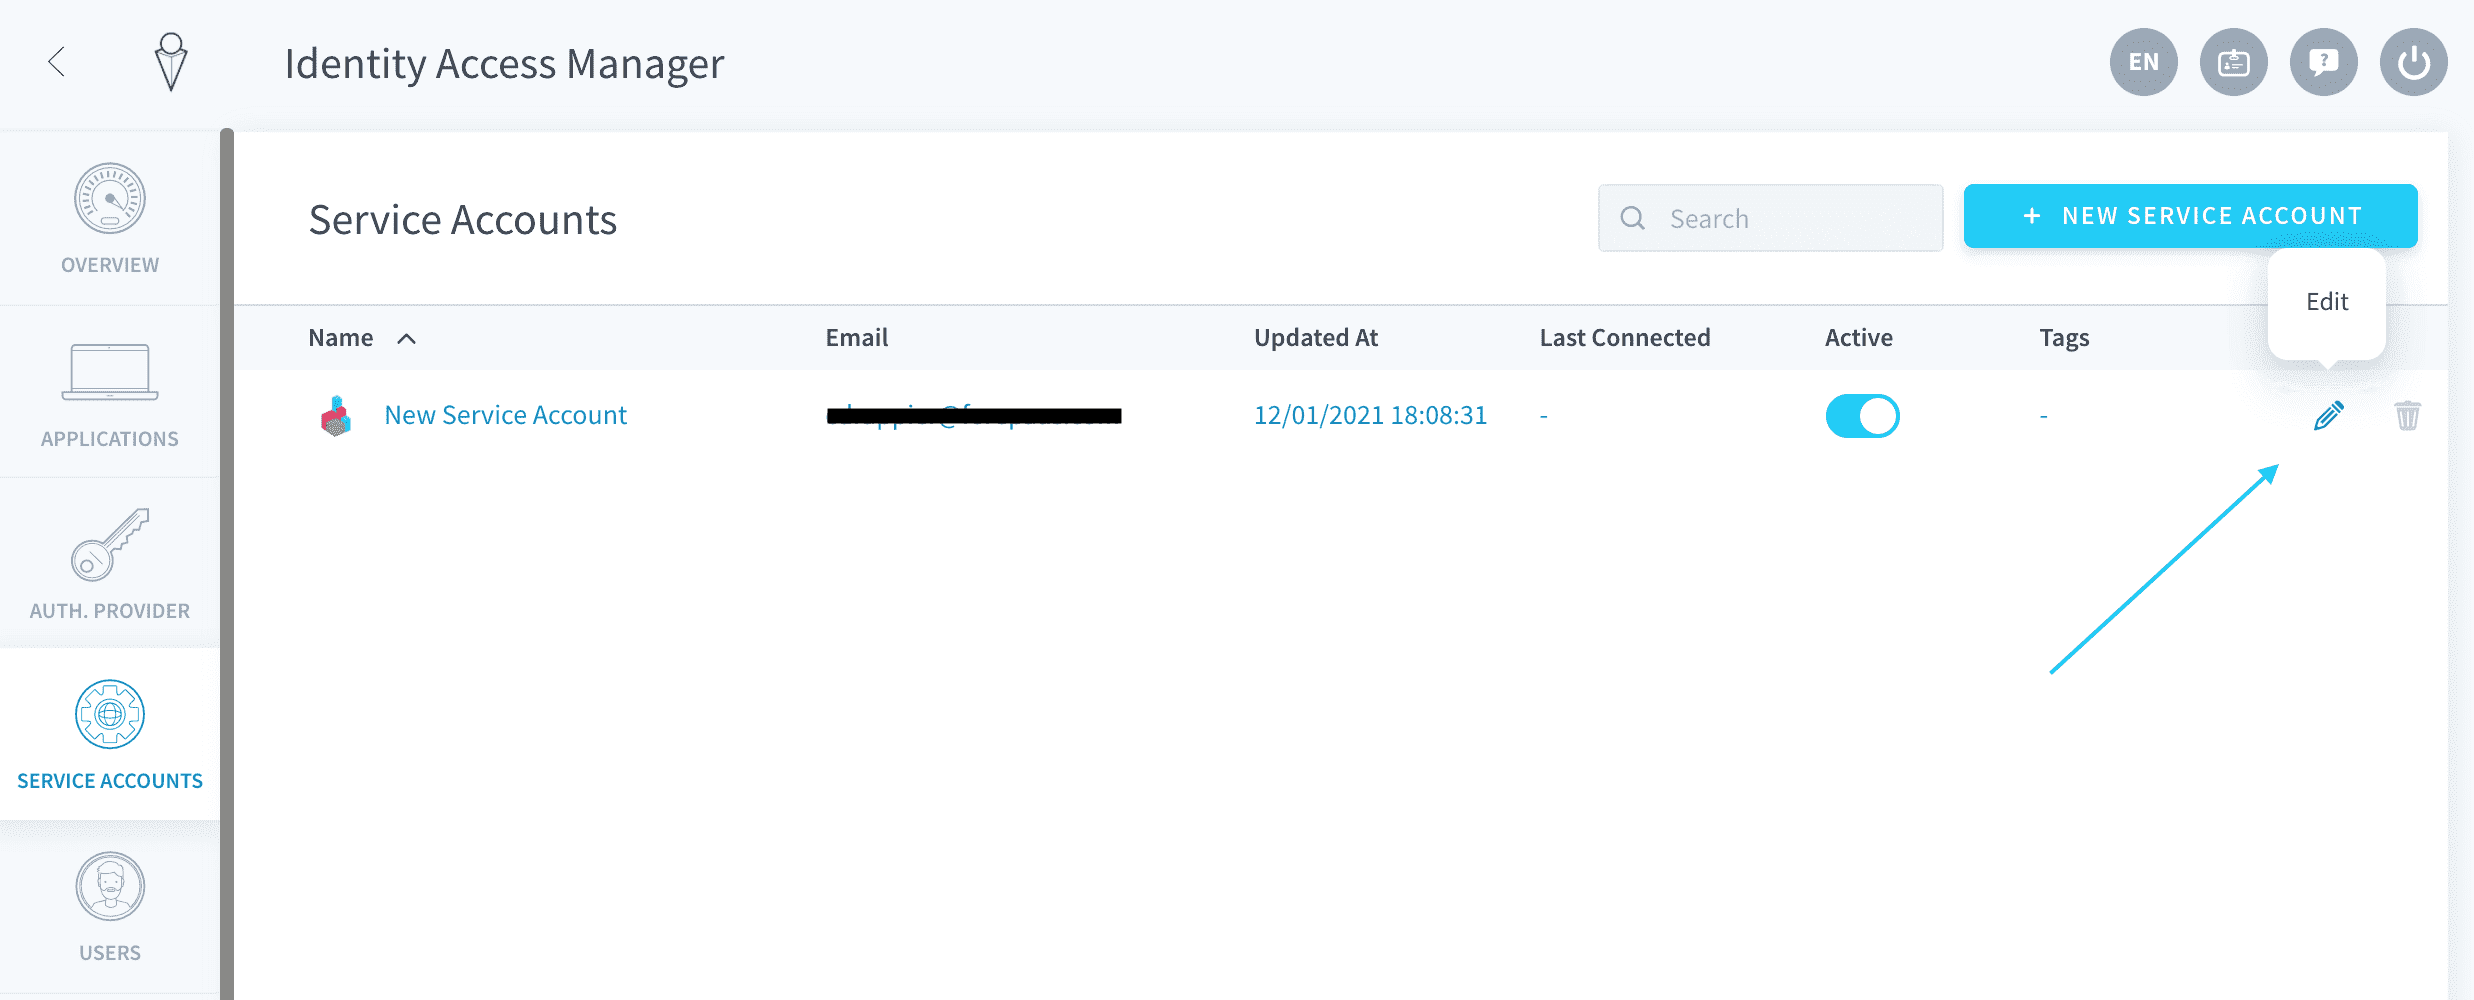 Identity Access Manager
EN
?
OVERVIEW
APPLICATIONS
AUTH. PROVIDER
SERVICE ACCOUNTS
USERS
Service Accounts
Search
+ NEW SERVICE ACCOUNT
Edit
Name Email Updated At Last Connected Active Tags
New Service Account 12/01/2021 18:08:31 - -